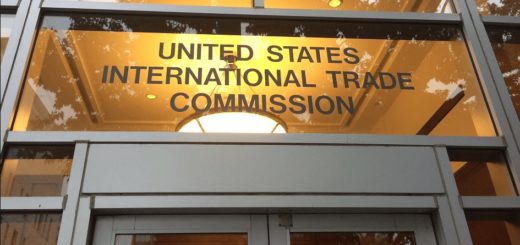 UNITED STATES
INTERNATIONAL TRADE
COMMISSION